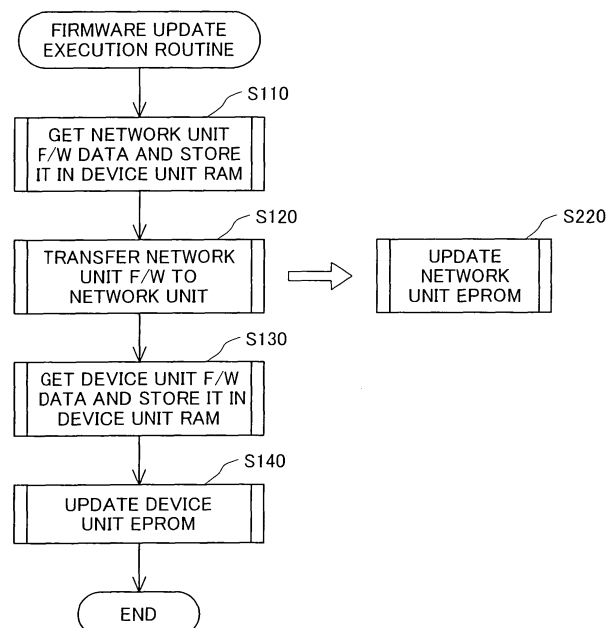 FIRMWARE UPDATE
EXECUTION ROUTINE
S110
GET NETWORK UNIT
F/W DATA AND STORE
IT IN DEVICE UNIT RAM
S120
TRANSFER NETWORK
UNIT F/W TO
NETWORK UNIT
S220
UPDATE
NETWORK
UNIT EPROM
S130
GET DEVICE UNIT F/W
DATA AND STORE IT IN
DEVICE UNIT RAM
S140
UPDATE DEVICE
UNIT EPROM
END